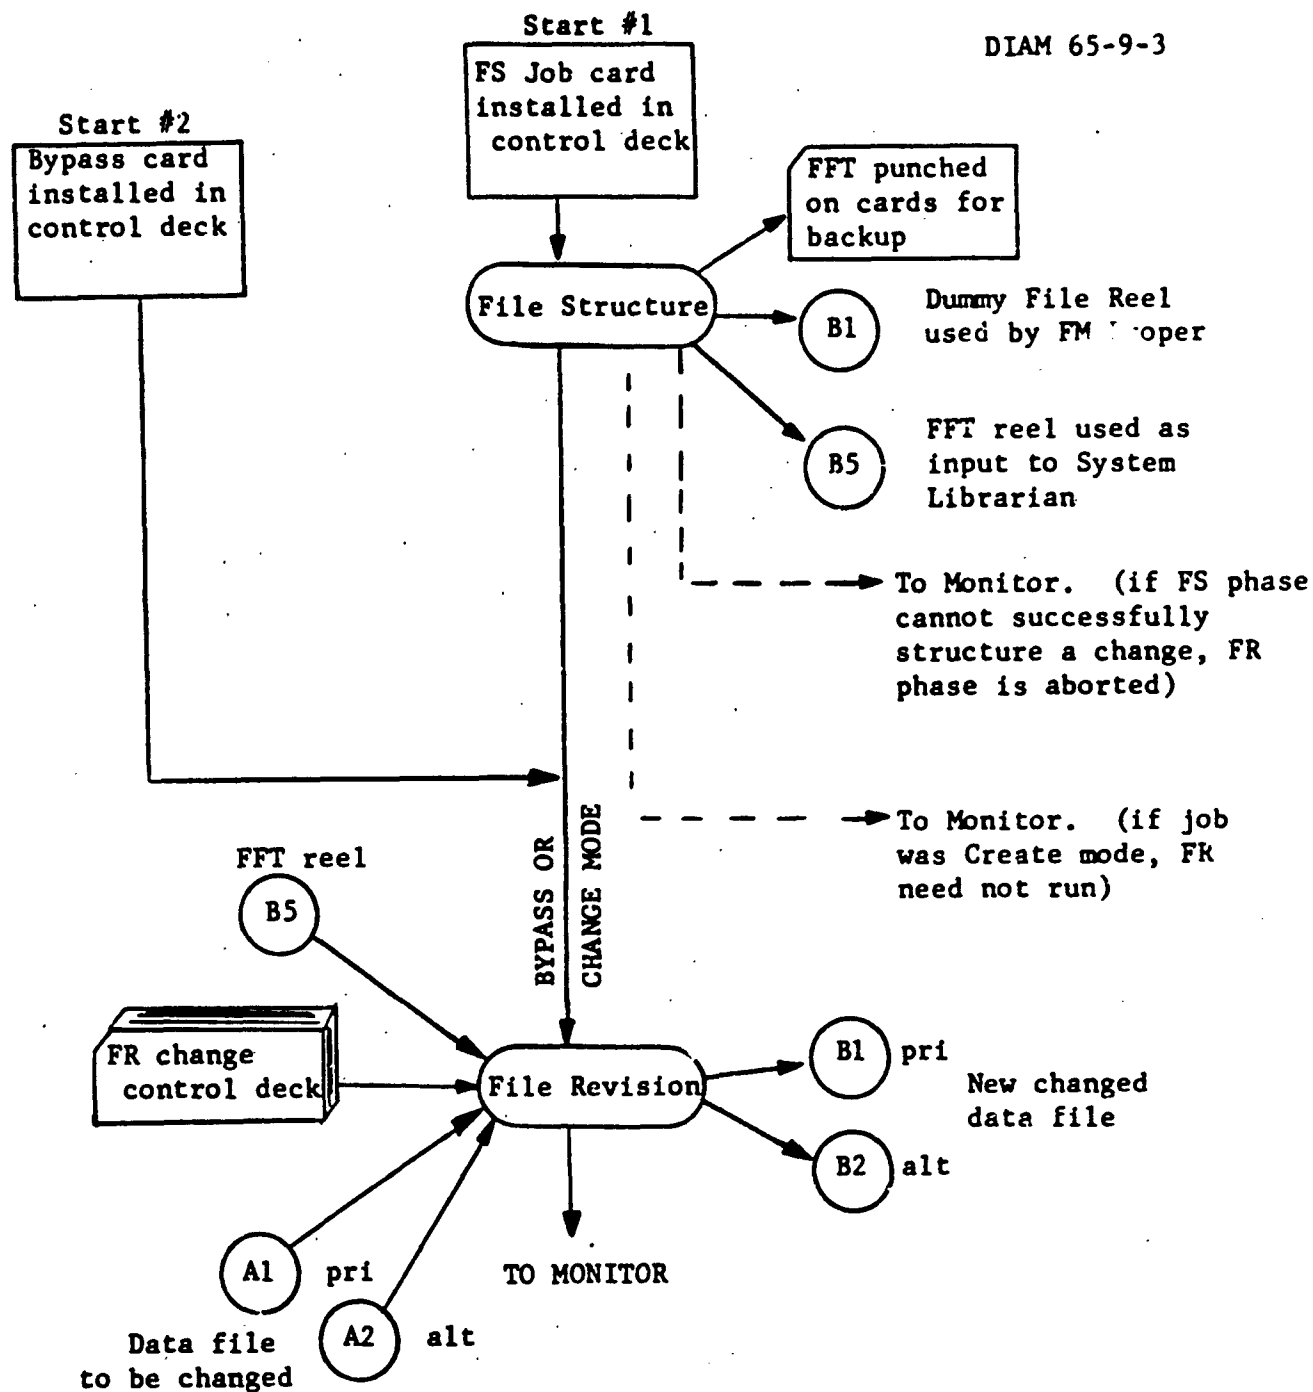 Start #1
DIAM 65-9-3
FS Job card
installed in
control deck
Start #2
Bypass card
installed in
control deck
FFT punched
on cards for
backup
File Structure
B1
Dummy File Reel
used by FM
B5
FFT reel used as
input to System
Librarian
To Monitor. (if FS phase
cannot successfully
structure a change, FR
phase is aborted)
To Monitor. (if job
was Create mode, FR
need not run)
BYPASS OR
CHANGE MODE
FFT reel
B5
FR change
control deck
File Revision
B1 pri
New changed
data file
B2 alt
A1 pri
A2 alt
Data file
to be changed
TO MONITOR